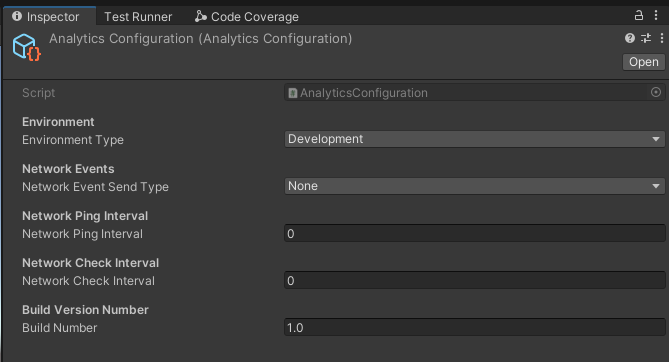 Inspector Test Runner Code Coverage
Analytics Configuration (Analytics Configuration)
Open
Script AnalyticsConfiguration
Environment
Environment Type Development
Network Events
Network Event Send Type None
Network Ping Interval
Network Ping Interval 0
Network Check Interval
Network Check Interval 0
Build Version Number
Build Number 1.0